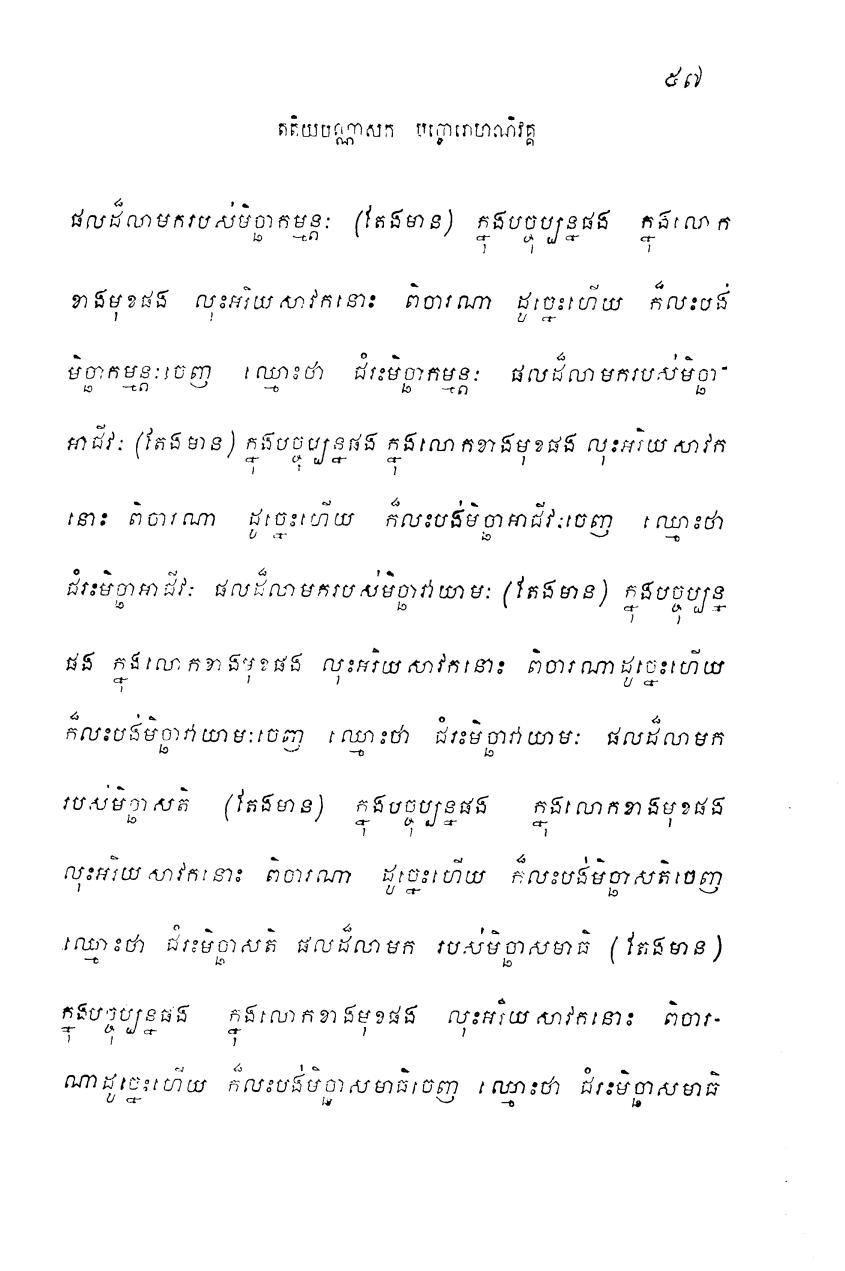 ៥៧
តតិយបណ្ណាសក បច្ចោរោហណិវគ្គ
ផលដ៏លាមករបស់មិច្ឆាកម្មន្តៈ (តែងមាន) ក្នុងបច្ចុប្បន្នផង ក្នុងលោក
ខាងមុខផង លុះអរិយសាវកនោះ ពិចារណា ដូច្នេះហើយ ក៏លះបង់
មិច្ឆាកម្មន្តៈចេញ ឈ្មោះថា ជំរះមិច្ឆាកម្មន្តៈ ផលដ៏លាមករបស់មិច្ឆា-
អាជីវៈ (តែងមាន) ក្នុងបច្ចុប្បន្នផង ក្នុងលោកខាងមុខផង លុះអរិយសាវក
នោះ ពិចារណា ដូច្នេះហើយ ក៏លះបង់មិច្ឆាអាជីវៈចេញ ឈ្មោះថា
ជំរះមិច្ឆាអាជីវៈ ផលដ៏លាមករបស់មិច្ឆាវាយាមៈ (តែងមាន) ក្នុងបច្ចុប្បន្ន
ផង ក្នុងលោកខាងមុខផង លុះអរិយសាវកនោះ ពិចារណាដូច្នេះហើយ
ក៏លះបង់មិច្ឆាវាយាមៈចេញ ឈ្មោះថា ជំរះមិច្ឆាវាយាមៈ ផលដ៏លាមក
របស់មិច្ឆាសតិ (តែងមាន) ក្នុងបច្ចុប្បន្នផង ក្នុងលោកខាងមុខផង
លុះអរិយសាវកនោះ ពិចារណា ដូច្នេះហើយ ក៏លះបង់មិច្ឆាសតិចេញ
ឈ្មោះថា ជំរះមិច្ឆាសតិ ផលដ៏លាមក របស់មិច្ឆាសមាធិ (តែងមាន)
ក្នុងបច្ចុប្បន្នផង ក្នុងលោកខាងមុខផង លុះអរិយសាវកនោះ ពិចារ-
ណាដូច្នេះហើយ ក៏លះបង់មិច្ឆាសមាធិចេញ ឈ្មោះថា ជំរះមិច្ឆាសមាធិ